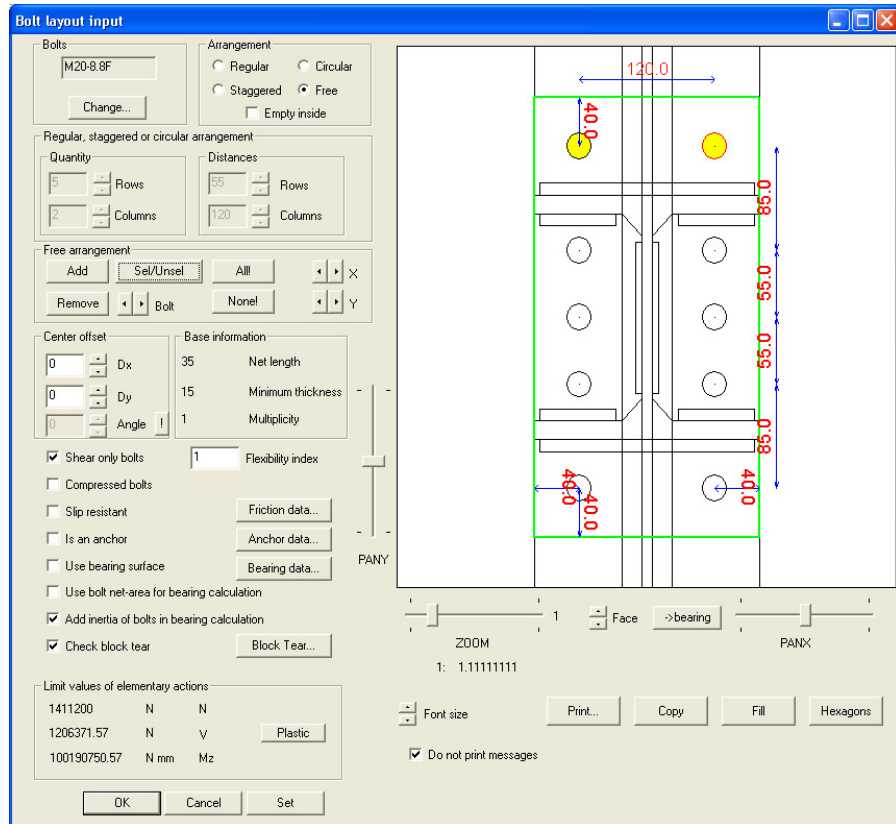 Bolt layout input
Bolts
M20-8.8F
Change...
Arrangement
Regular
Circular
Staggered
Free
Empty inside
Regular, staggered or circular arrangement
Quantity
5 Rows
2 Columns
Distances
55 Rows
120 Columns
Free arrangement
Add
Sel/Unsel
All!
X
Remove
Bolt
None!
Y
Center offset
0 Dx
0 Dy
0 Angle !
Base information
35 Net length
15 Minimum thickness
1 Multiplicity
PANY
Shear only bolts
1 Flexibility index
Compressed bolts
Slip resistant
Friction data...
Is an anchor
Anchor data...
Use bearing surface
Bearing data...
Use bolt net-area for bearing calculation
Add inertia of bolts in bearing calculation
Check block tear
Block Tear...
Limit values of elementary actions
1411200 N N
1206371.57 N V
100190750.57 N mm Mz
Plastic
OK
Cancel
Set
120.0
40.0
85.0
55.0
55.0
85.0
40.0
40.0
40.0
ZOOM
1
1: 1.11111111
Face
->bearing
PANX
Font size
Print...
Copy
Fill
Hexagons
Do not print messages